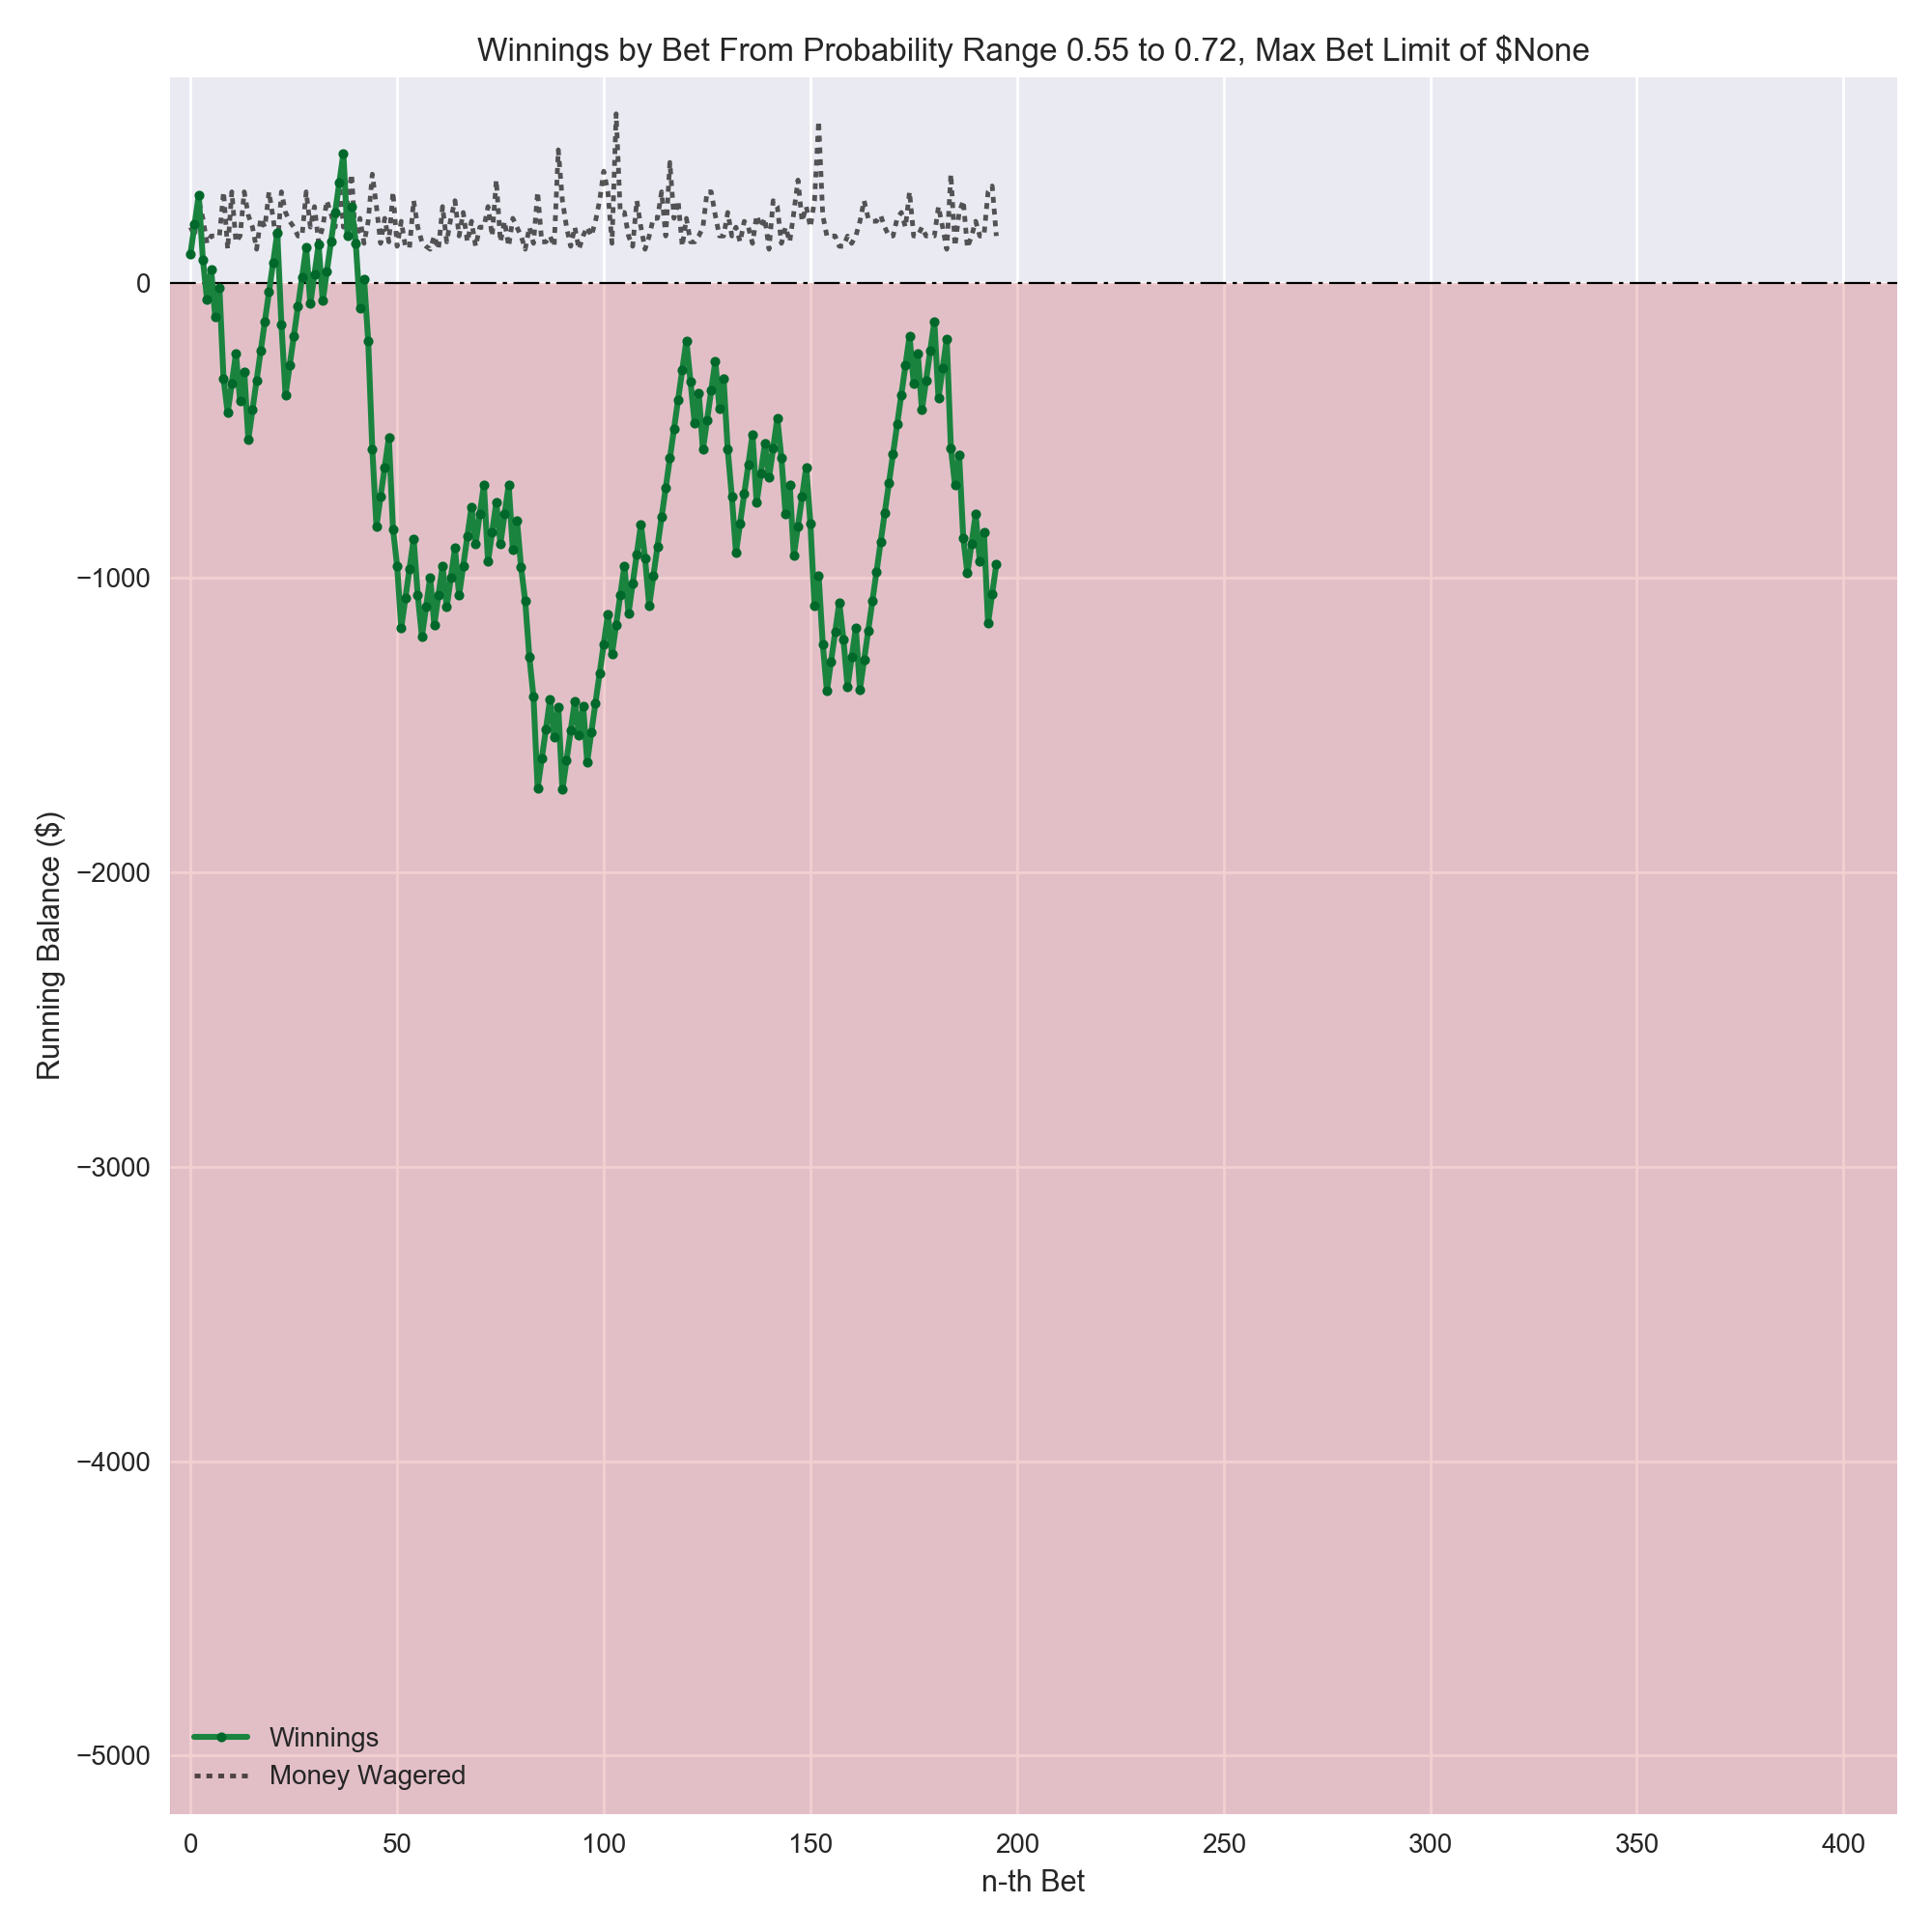 Winnings by Bet From Probability Range 0.55 to 0.72, Max Bet Limit of $None
0
−1000
−2000
−3000
−4000
−5000
Running Balance ($)
Winnings
Money Wagered
0 50 100 150 200 250 300 350 400
n-th Bet